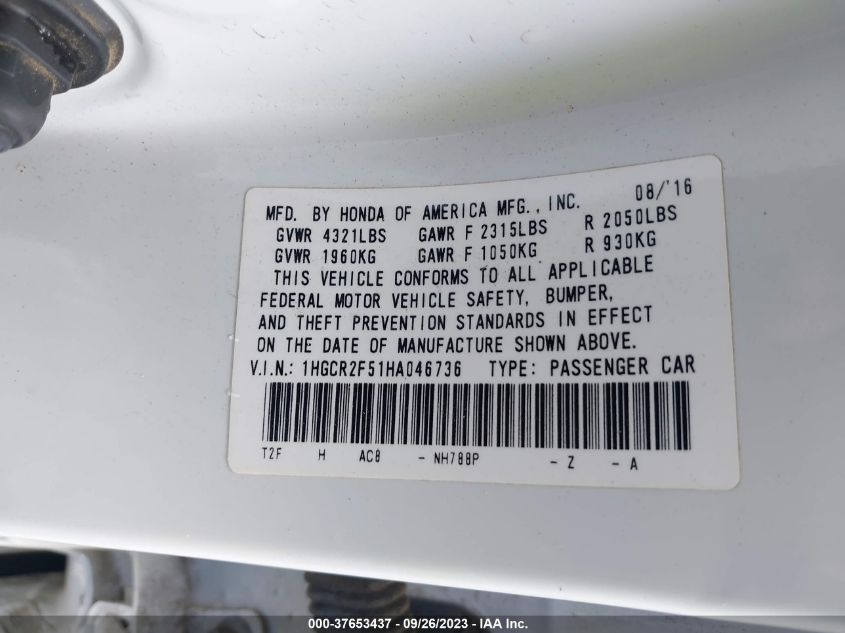 MFD. BY HONDA OF AMERICA MFG., INC. 08/'16
GVWR 4321LBS GAWR F 2315LBS R 2050LBS
GVWR 1960KG GAWR F 1050KG R 930KG
THIS VEHICLE CONFORMS TO ALL APPLICABLE
FEDERAL MOTOR VEHICLE SAFETY, BUMPER,
AND THEFT PREVENTION STANDARDS IN EFFECT
ON THE DATE OF MANUFACTURE SHOWN ABOVE.
V.I.N.: 1HGCR2F51HA046736 TYPE: PASSENGER CAR
T2F H AC8 - NH788P - Z - A
000-37653437 - 09/26/2023 - IAA Inc.